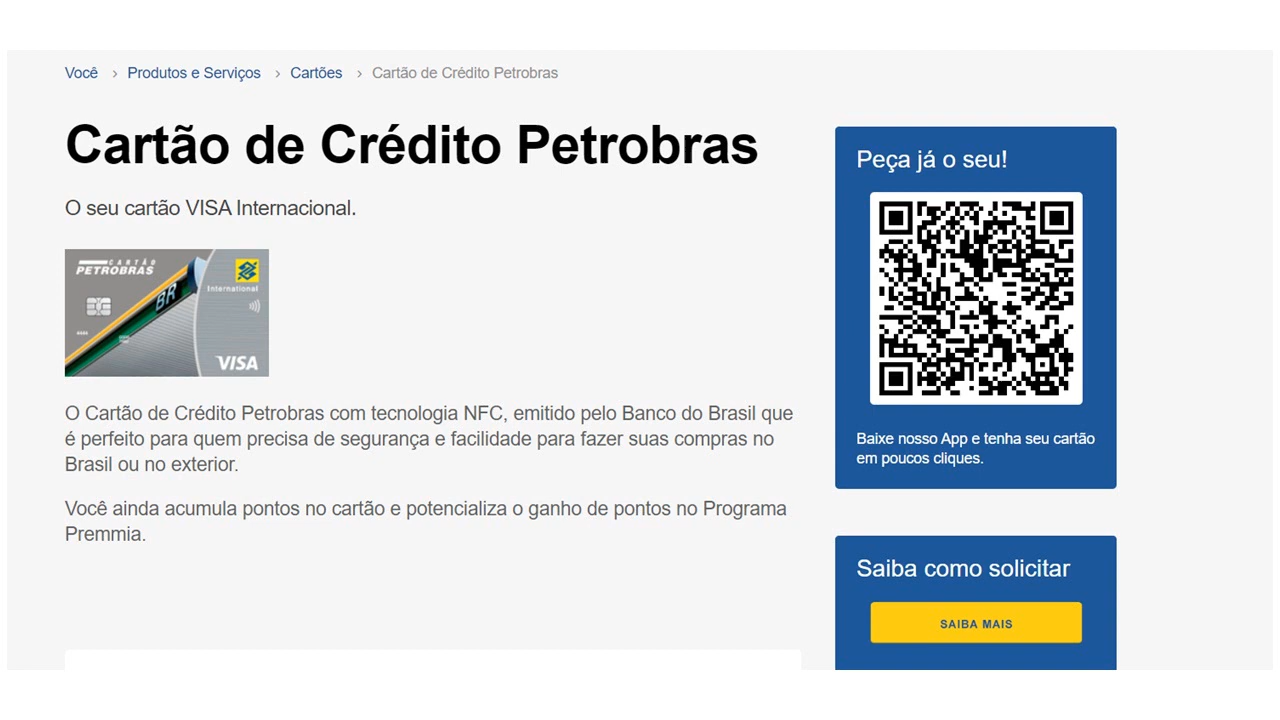 Você > Produtos e Serviços > Cartões > Cartão de Crédito Petrobras
Cartão de Crédito Petrobras
O seu cartão VISA Internacional.
CARTÃO
PETROBRAS
BR
International
VISA
O Cartão de Crédito Petrobras com tecnologia NFC, emitido pelo Banco do Brasil que
é perfeito para quem precisa de segurança e facilidade para fazer suas compras no
Brasil ou no exterior.
Você ainda acumula pontos no cartão e potencializa o ganho de pontos no Programa
Premmia.
Peça já o seu!
Baixe nosso App e tenha seu cartão
em poucos cliques.
Saiba como solicitar
SAIBA MAIS